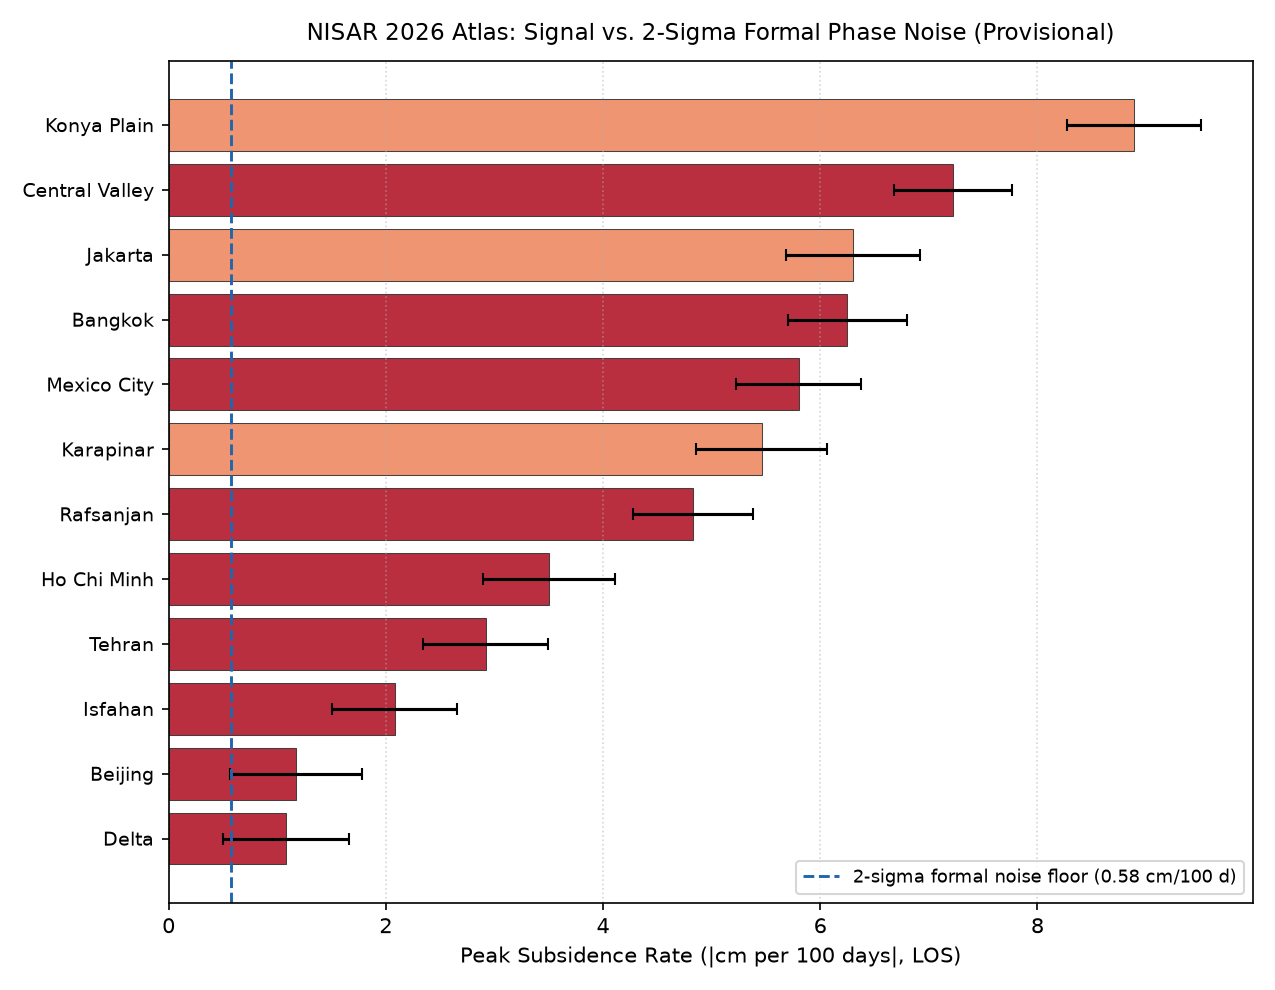 NISAR 2026 Atlas: Signal vs. 2-Sigma Formal Phase Noise (Provisional)
Konya Plain
Central Valley
Jakarta
Bangkok
Mexico City
Karapinar
Rafsanjan
Ho Chi Minh
Tehran
Isfahan
Beijing
Delta
2-sigma formal noise floor (0.58 cm/100 d)
0 2 4 6 8
Peak Subsidence Rate (|cm per 100 days|, LOS)